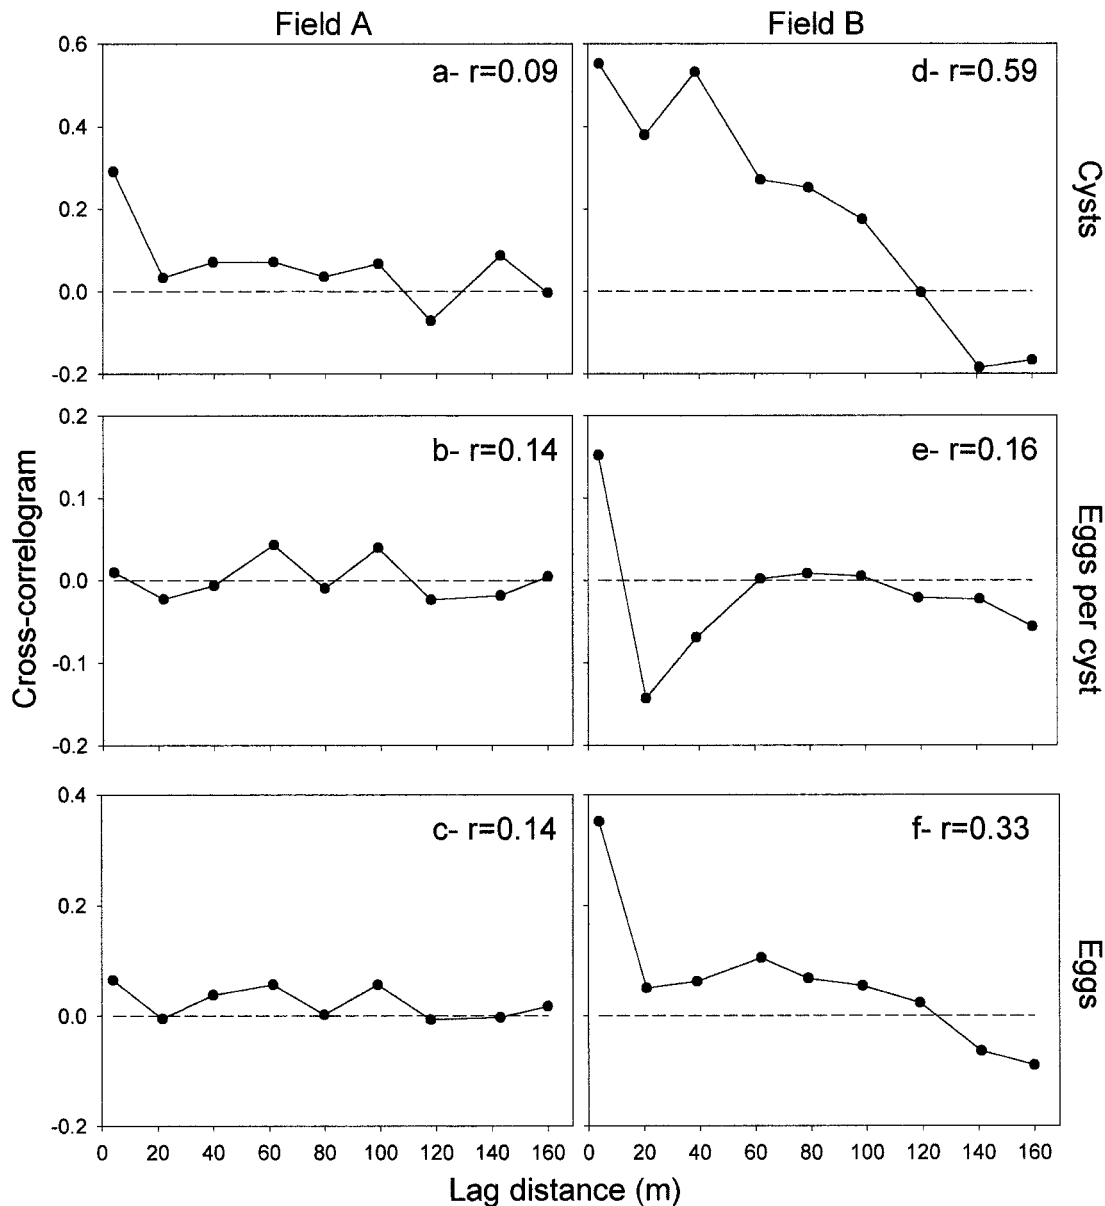 Field A
Field B
a- r=0.09
d- r=0.59
0.6
0.4
0.2
0.0
-0.2
Cysts
b- r=0.14
e- r=0.16
0.2
0.1
0.0
-0.1
-0.2
Cross-correlogram
Eggs per cyst
c- r=0.14
f- r=0.33
0.4
0.2
0.0
-0.2
Eggs
0 20 40 60 80 100 120 140 160
0 20 40 60 80 100 120 140 160
Lag distance (m)